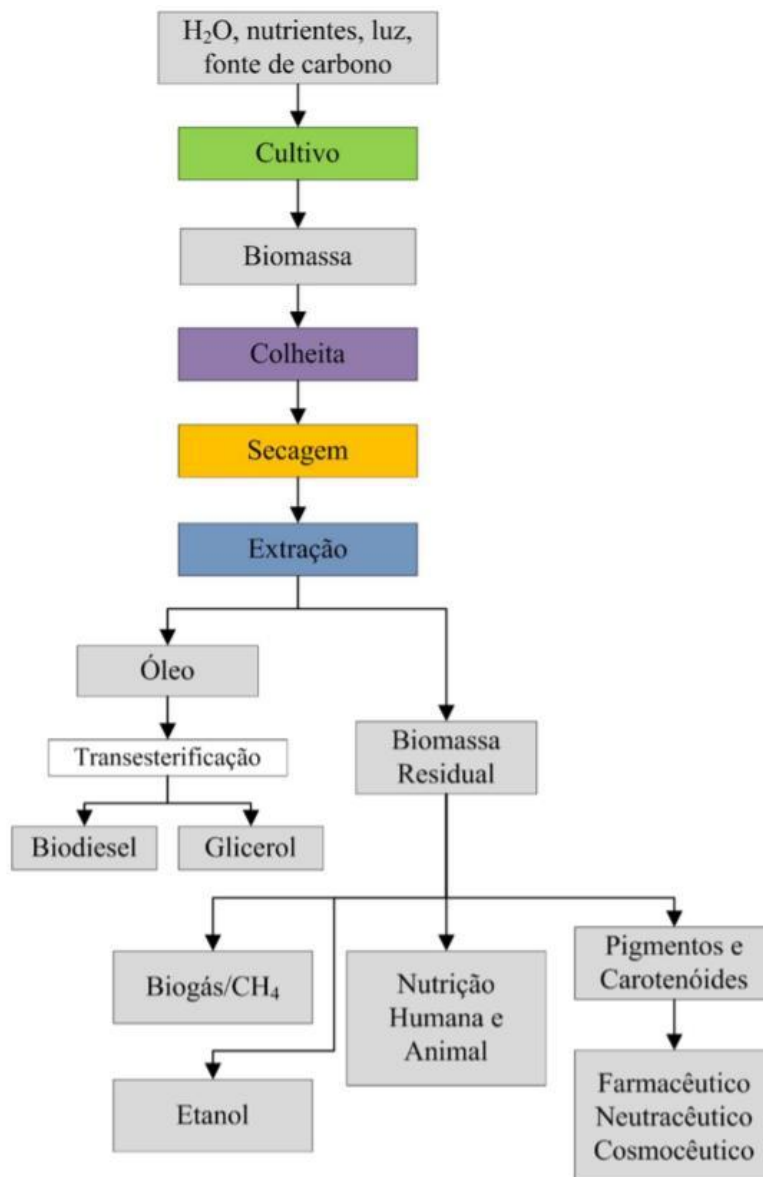 H₂O, nutrientes, luz,
fonte de carbono
Cultivo
Biomassa
Colheita
Secagem
Extração
Óleo
Transesterificação
Biodiesel
Glicerol
Biomassa
Residual
Biogás/CH₄
Etanol
Nutrição
Humana e
Animal
Pigmentos e
Carotenóides
Farmacêutico
Neutracêutico
Cosmocêutico